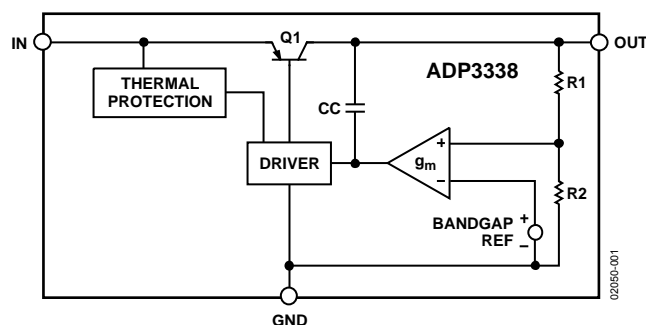 IN
Q1
OUT
THERMAL
PROTECTION
ADP3338
R1
CC
DRIVER
+
gm
–
R2
BANDGAP
REF
+
–
GND
02050-001